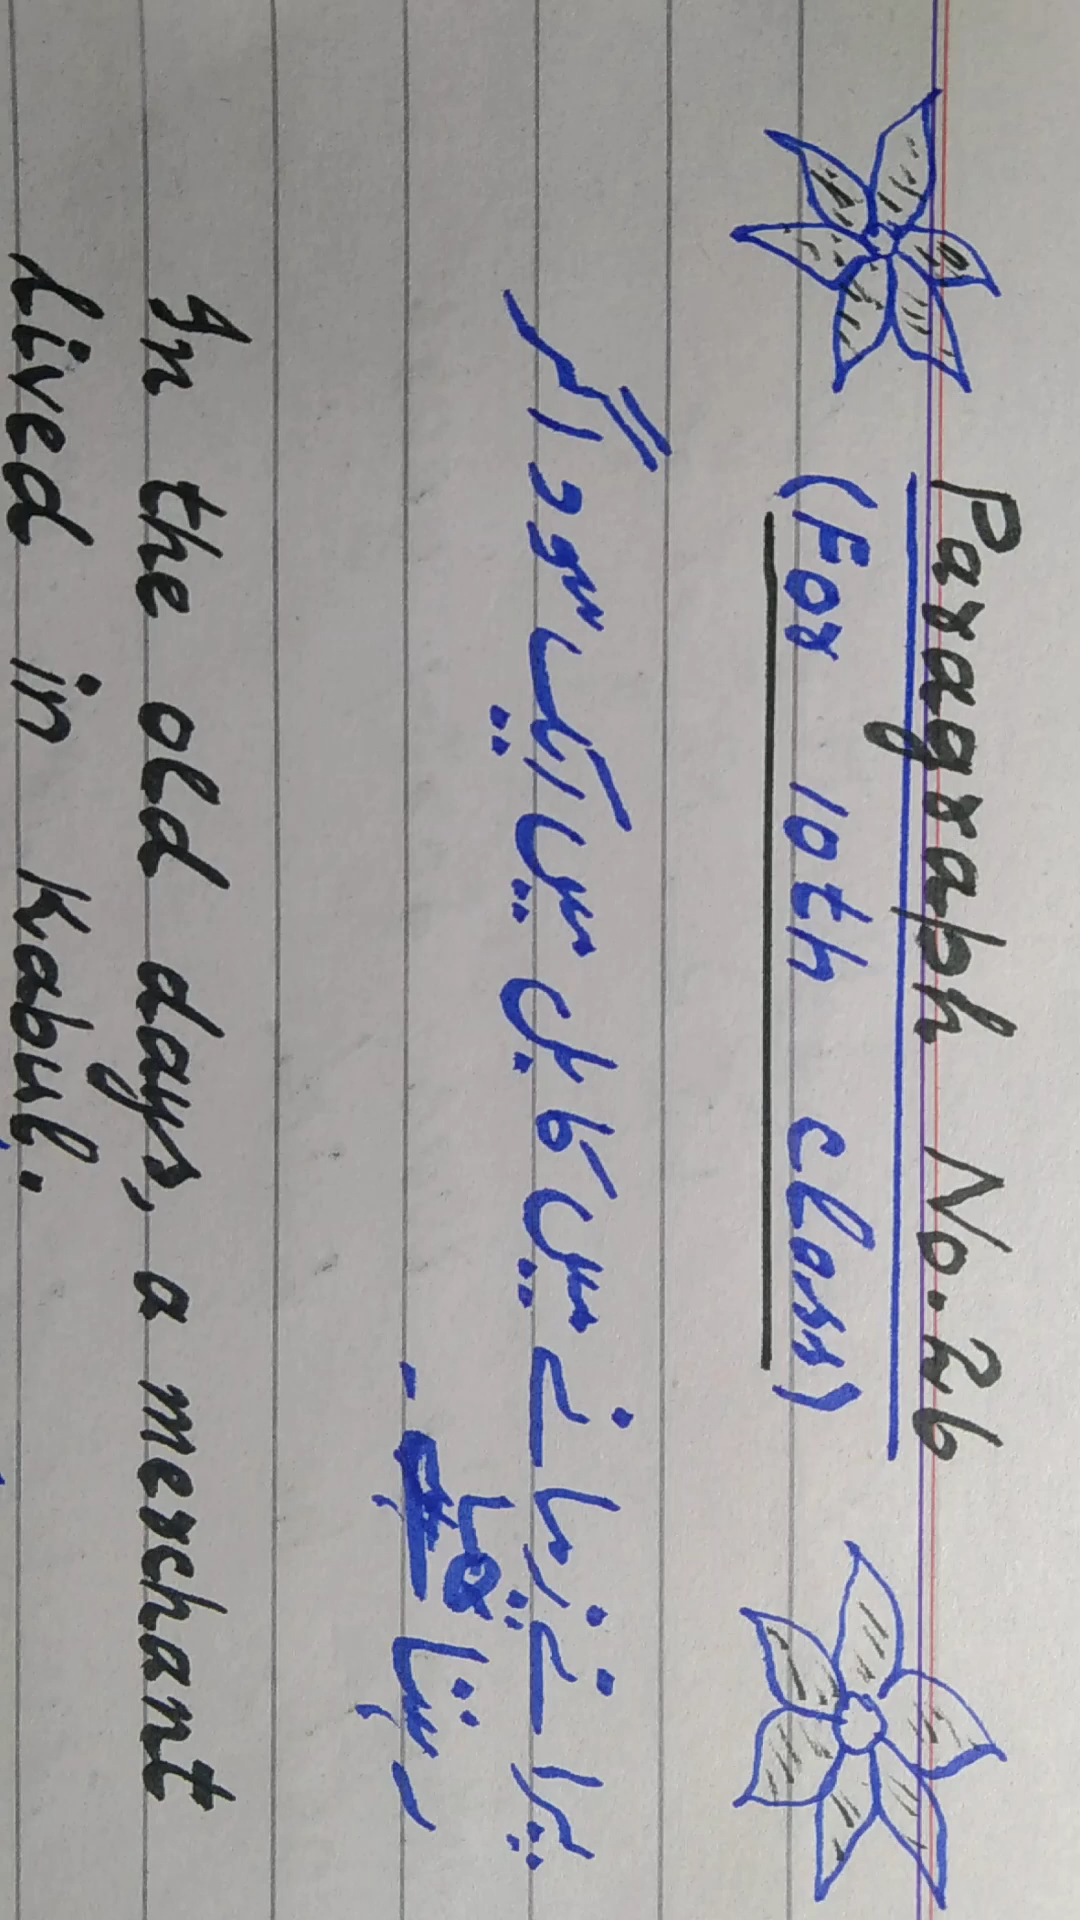 Paragraph No.26
(For 10th class)
پرانے زمانے میں کابل میں ایک سوداگر
رہتا تھا۔
In the old days, a merchant
lived in Kabul.